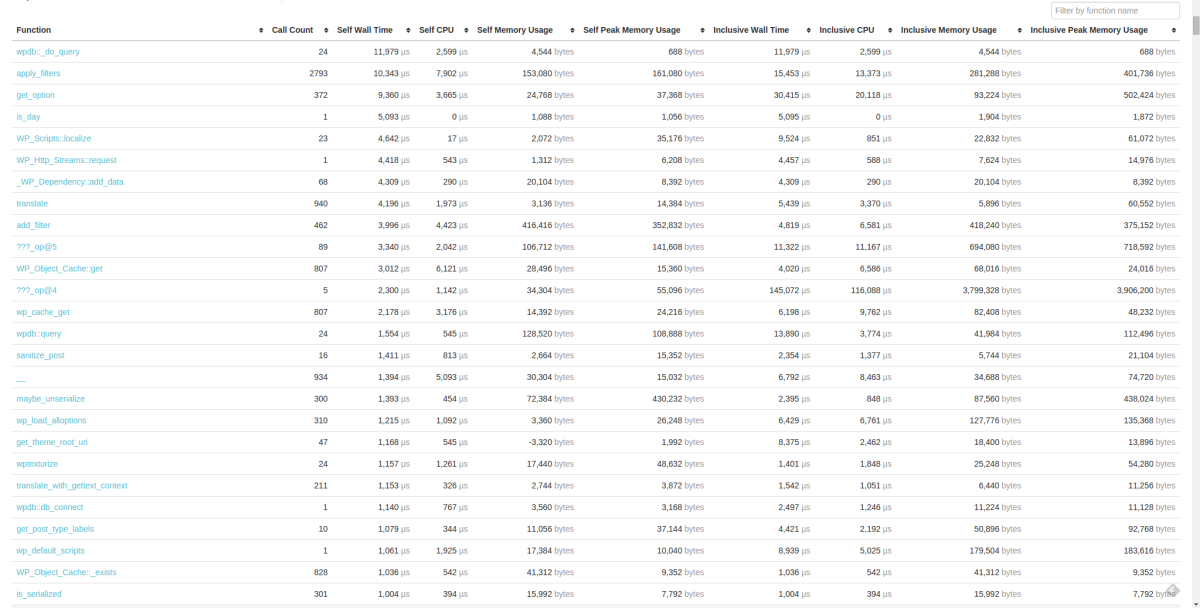 Filter by function name
Function Call Count Self Wall Time Self CPU Self Memory Usage Self Peak Memory Usage Inclusive Wall Time Inclusive CPU Inclusive Memory Usage Inclusive Peak Memory Usage
wpdb::_do_query 24 11,979 µs 2,599 µs 4,544 bytes 688 bytes 11,979 µs 2,599 µs 4,544 bytes 688 bytes
apply_filters 2793 10,343 µs 7,902 µs 153,080 bytes 161,080 bytes 15,453 µs 13,373 µs 281,288 bytes 401,736 bytes
get_option 372 9,360 µs 3,665 µs 24,768 bytes 37,368 bytes 30,415 µs 20,118 µs 93,224 bytes 502,424 bytes
is_day 1 5,093 µs 0 µs 1,088 bytes 1,056 bytes 5,095 µs 0 µs 1,904 bytes 1,872 bytes
WP_Scripts::localize 23 4,642 µs 17 µs 2,072 bytes 35,176 bytes 9,524 µs 851 µs 22,832 bytes 61,072 bytes
WP_Http_Streams::request 1 4,418 µs 543 µs 1,312 bytes 6,208 bytes 4,457 µs 588 µs 7,624 bytes 14,976 bytes
_WP_Dependency::add_data 68 4,309 µs 290 µs 20,104 bytes 8,392 bytes 4,309 µs 290 µs 20,104 bytes 8,392 bytes
translate 940 4,196 µs 1,973 µs 3,136 bytes 14,384 bytes 5,439 µs 3,370 µs 5,896 bytes 60,552 bytes
add_filter 462 3,996 µs 4,423 µs 416,416 bytes 352,832 bytes 4,819 µs 6,581 µs 418,240 bytes 375,152 bytes
???_op@5 89 3,340 µs 2,042 µs 106,712 bytes 141,608 bytes 11,322 µs 11,167 µs 694,080 bytes 718,592 bytes
WP_Object_Cache::get 807 3,012 µs 6,121 µs 28,496 bytes 15,360 bytes 4,020 µs 6,586 µs 68,016 bytes 24,016 bytes
???_op@4 5 2,300 µs 1,142 µs 34,304 bytes 55,096 bytes 145,072 µs 116,088 µs 3,799,328 bytes 3,906,200 bytes
wp_cache_get 807 2,178 µs 3,176 µs 14,392 bytes 24,216 bytes 6,198 µs 9,762 µs 82,408 bytes 48,232 bytes
wpdb::query 24 1,554 µs 545 µs 128,520 bytes 108,888 bytes 13,890 µs 3,774 µs 41,984 bytes 112,496 bytes
sanitize_post 16 1,411 µs 813 µs 2,664 bytes 15,352 bytes 2,354 µs 1,377 µs 5,744 bytes 21,104 bytes
__ 934 1,394 µs 5,093 µs 30,304 bytes 15,032 bytes 6,792 µs 8,463 µs 34,688 bytes 74,720 bytes
maybe_unserialize 300 1,393 µs 454 µs 72,384 bytes 430,232 bytes 2,395 µs 848 µs 87,560 bytes 438,024 bytes
wp_load_alloptions 310 1,215 µs 1,092 µs 3,360 bytes 26,248 bytes 6,429 µs 6,761 µs 127,776 bytes 135,368 bytes
get_theme_root_uri 47 1,168 µs 545 µs -3,320 bytes 1,992 bytes 8,375 µs 2,462 µs 18,400 bytes 13,896 bytes
wptexturize 24 1,157 µs 1,261 µs 17,440 bytes 48,632 bytes 1,401 µs 1,848 µs 25,248 bytes 54,280 bytes
translate_with_gettext_context 211 1,153 µs 326 µs 2,744 bytes 3,872 bytes 1,542 µs 1,051 µs 6,440 bytes 11,256 bytes
wpdb::db_connect 1 1,140 µs 767 µs 3,560 bytes 3,168 bytes 2,497 µs 1,246 µs 11,224 bytes 11,128 bytes
get_post_type_labels 10 1,079 µs 344 µs 11,056 bytes 37,144 bytes 4,421 µs 2,192 µs 50,896 bytes 92,768 bytes
wp_default_scripts 1 1,061 µs 1,925 µs 17,384 bytes 10,040 bytes 8,939 µs 5,025 µs 179,504 bytes 183,616 bytes
WP_Object_Cache::_exists 828 1,036 µs 542 µs 41,312 bytes 9,352 bytes 1,036 µs 542 µs 41,312 bytes 9,352 bytes
is_serialized 301 1,004 µs 394 µs 15,992 bytes 7,792 bytes 1,004 µs 394 µs 15,992 bytes 7,792 bytes